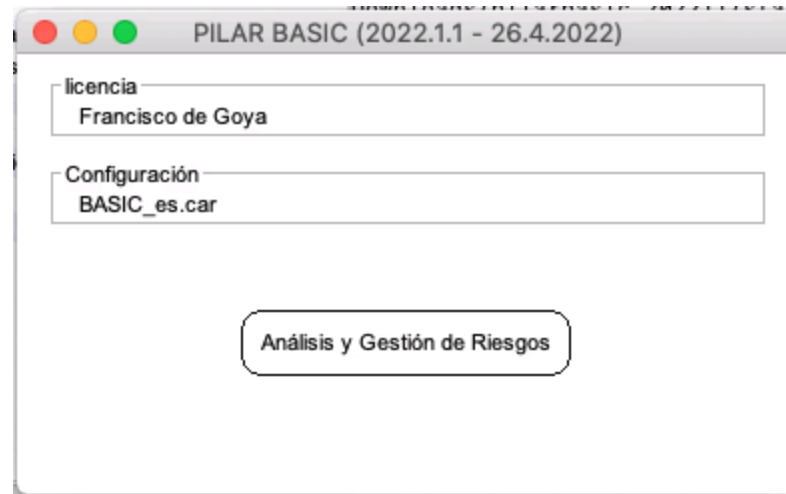 PILAR BASIC (2022.1.1 - 26.4.2022)
licencia
Francisco de Goya
Configuración
BASIC_es.car
Análisis y Gestión de Riesgos